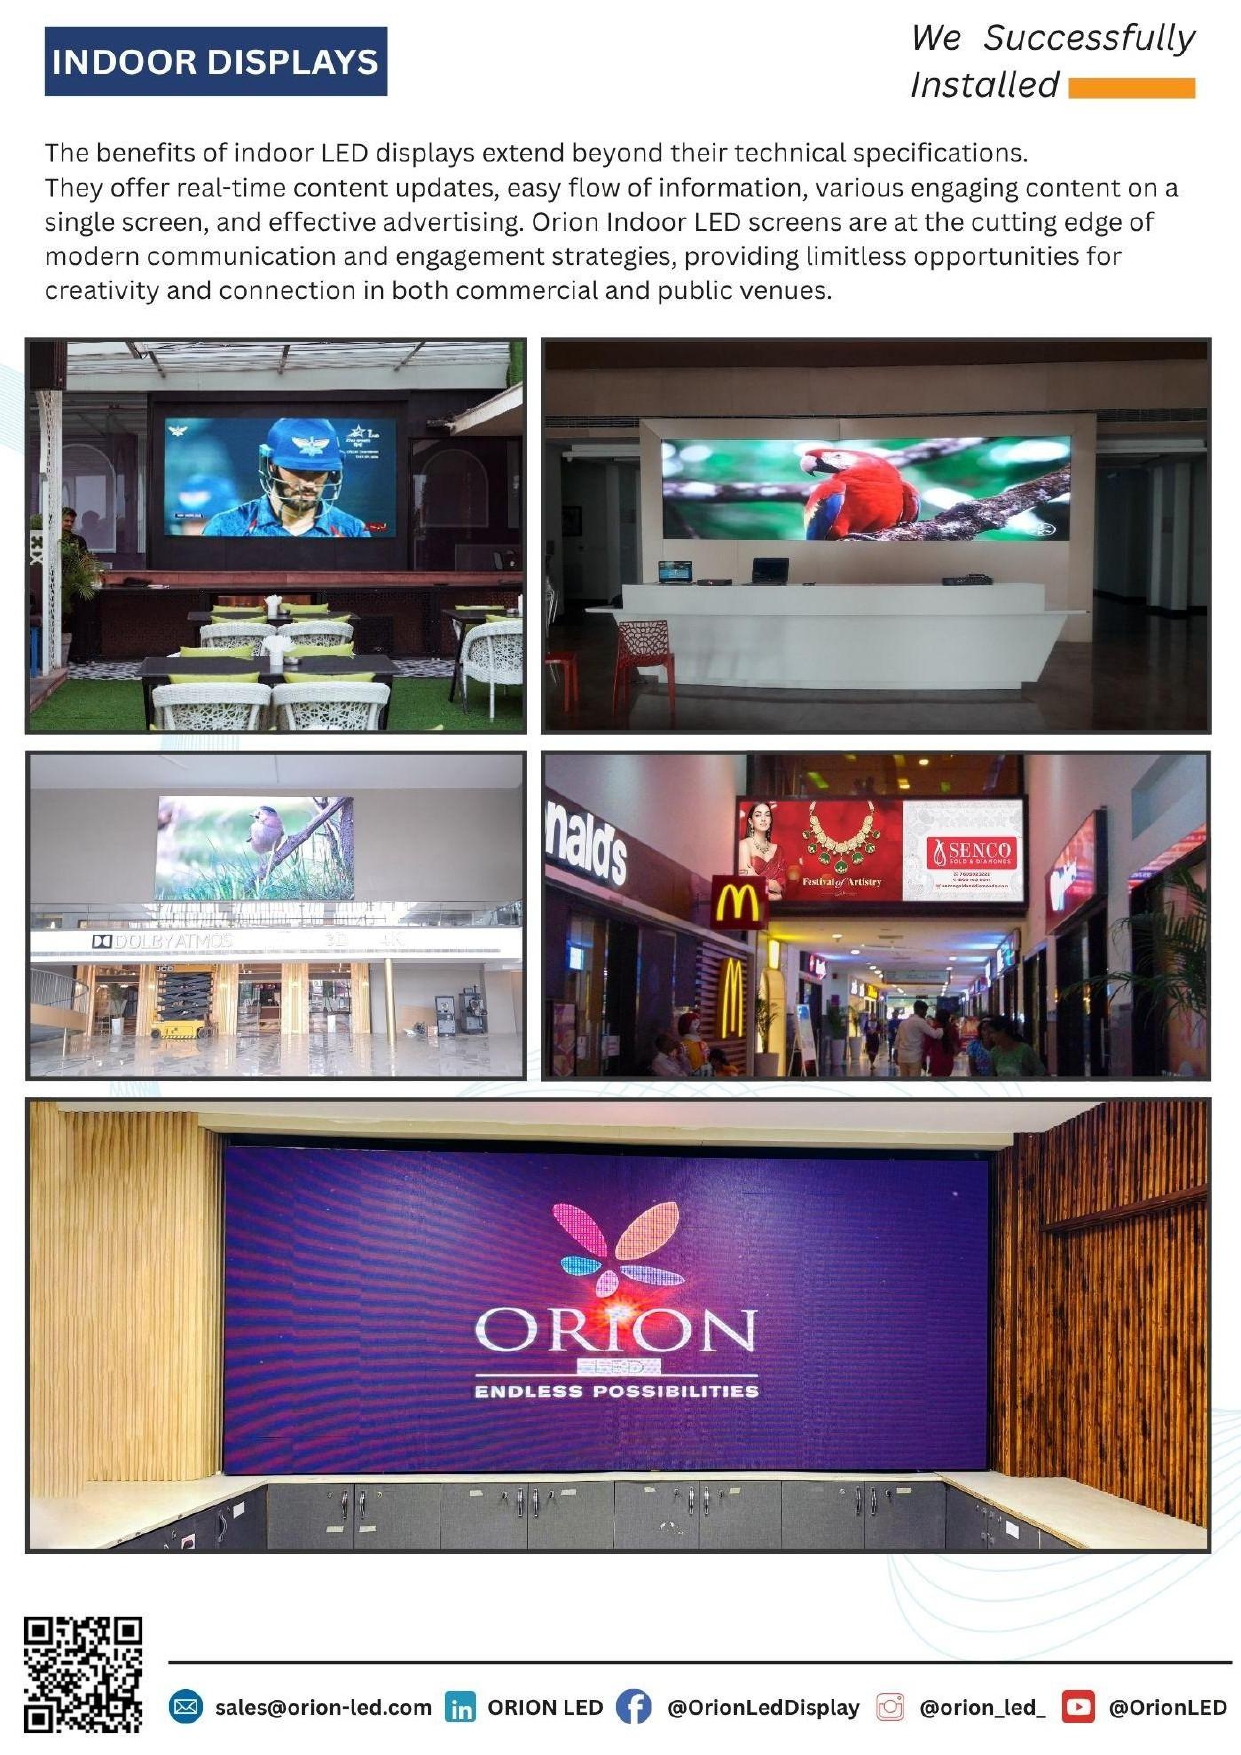 INDOOR DISPLAYS
We Successfully
Installed
The benefits of indoor LED displays extend beyond their technical specifications.
They offer real-time content updates, easy flow of information, various engaging content on a
single screen, and effective advertising. Orion Indoor LED screens are at the cutting edge of
modern communication and engagement strategies, providing limitless opportunities for
creativity and connection in both commercial and public venues.
DOLBY ATMOS 3D 4K
JCB
nald's
Festival of Artistry
SENCO
GOLD & DIAMONDS
ORION
LED
ENDLESS POSSIBILITIES
sales@orion-led.com
ORION LED
@OrionLedDisplay
@orion_led_
@OrionLED